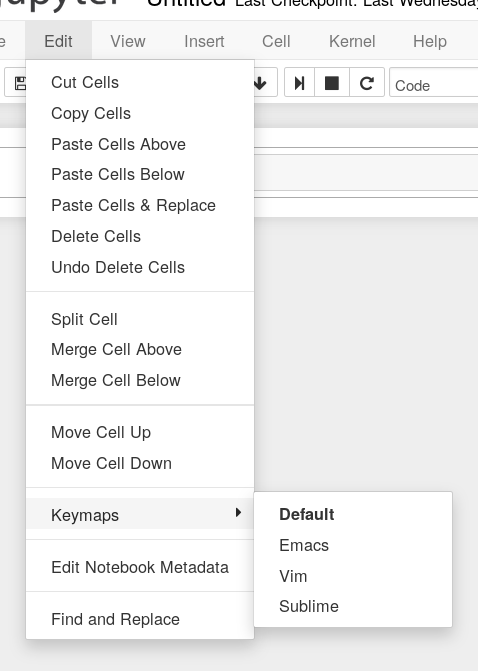 Untitled Last Checkpoint: Last Wednesday
Edit View Insert Cell Kernel Help
Code
Cut Cells
Copy Cells
Paste Cells Above
Paste Cells Below
Paste Cells & Replace
Delete Cells
Undo Delete Cells
Split Cell
Merge Cell Above
Merge Cell Below
Move Cell Up
Move Cell Down
Keymaps
Default
Emacs
Vim
Sublime
Edit Notebook Metadata
Find and Replace